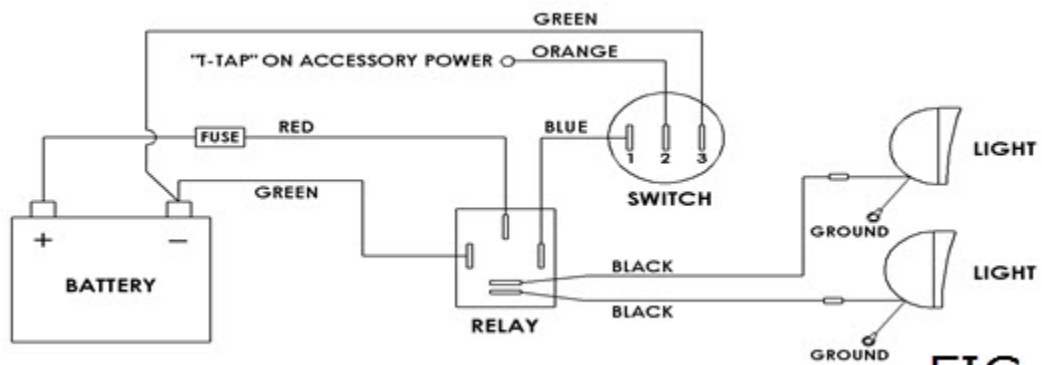 GREEN
"T-TAP" ON ACCESSORY POWER
ORANGE
FUSE
RED
BLUE
1 2 3
SWITCH
LIGHT
GREEN
GROUND
+ −
BATTERY
BLACK
LIGHT
BLACK
RELAY
GROUND